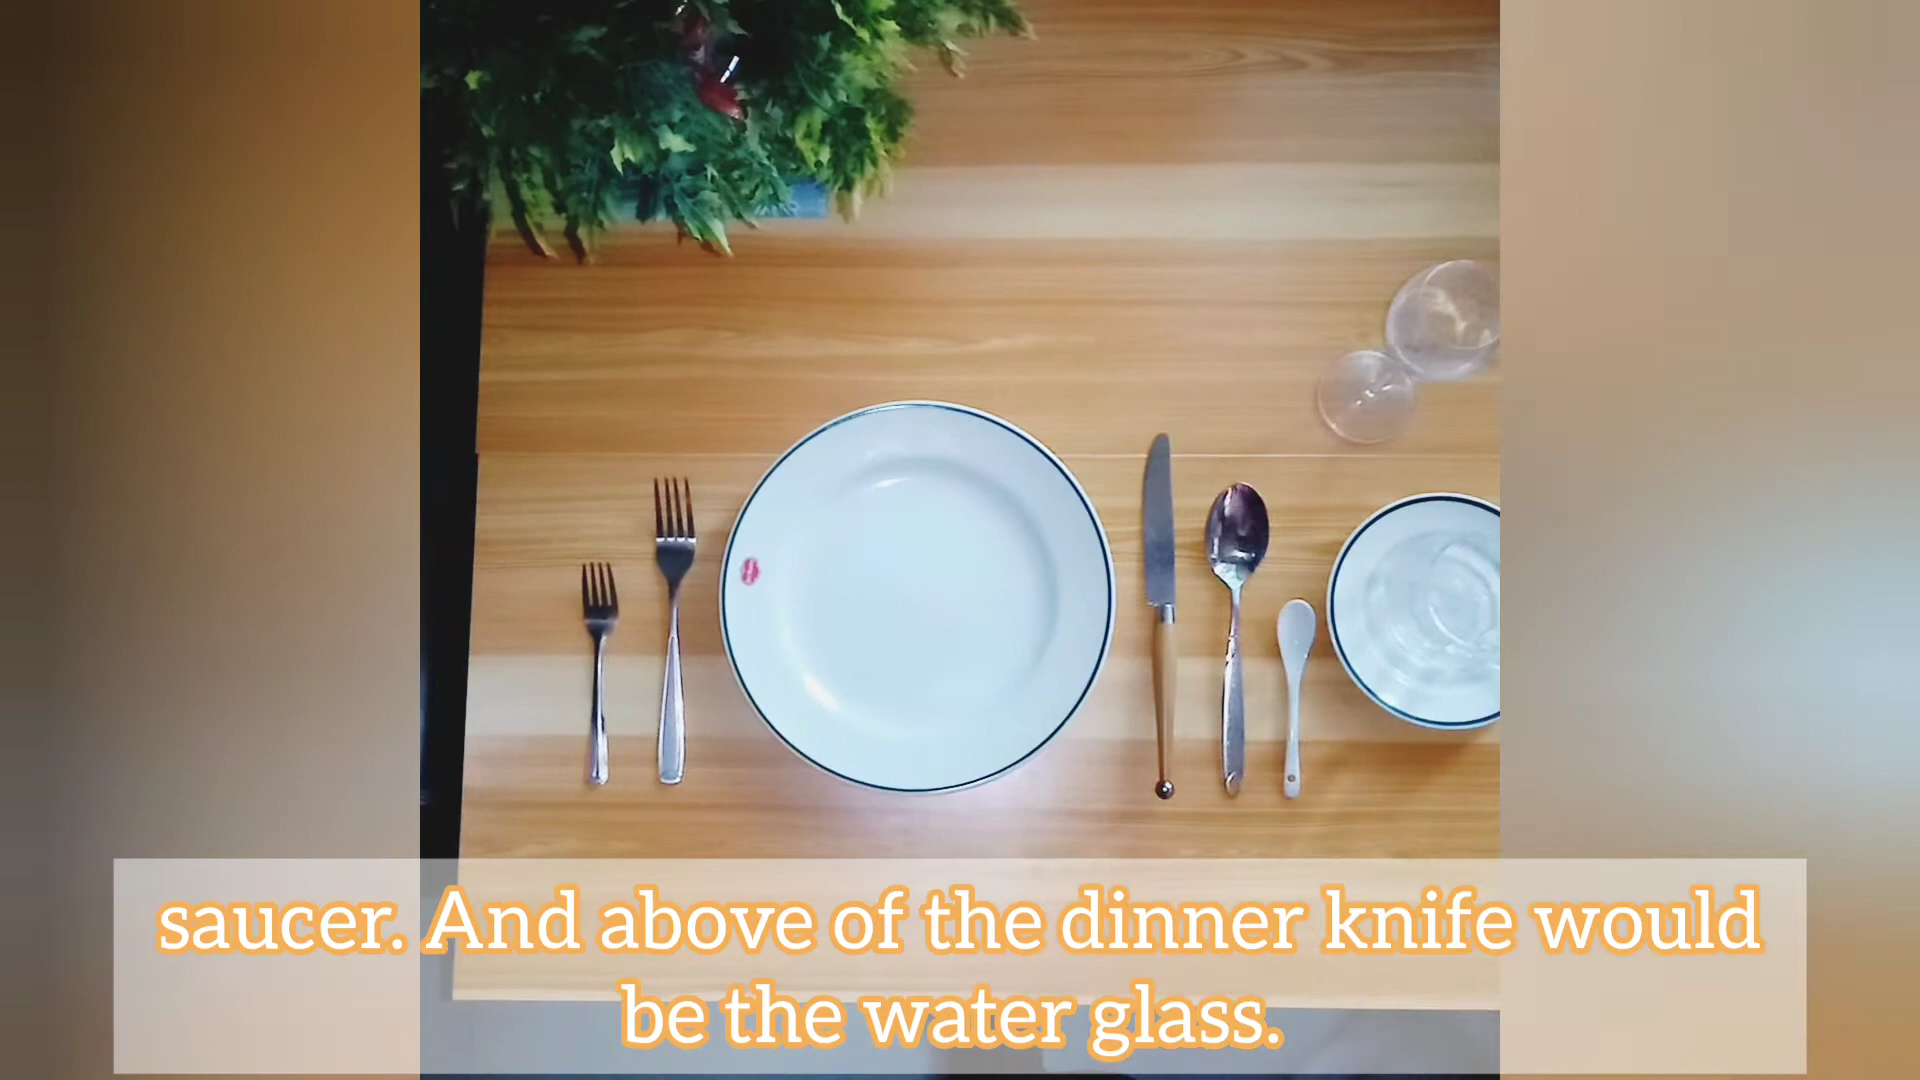 saucer. And above of the dinner knife would
be the water glass.